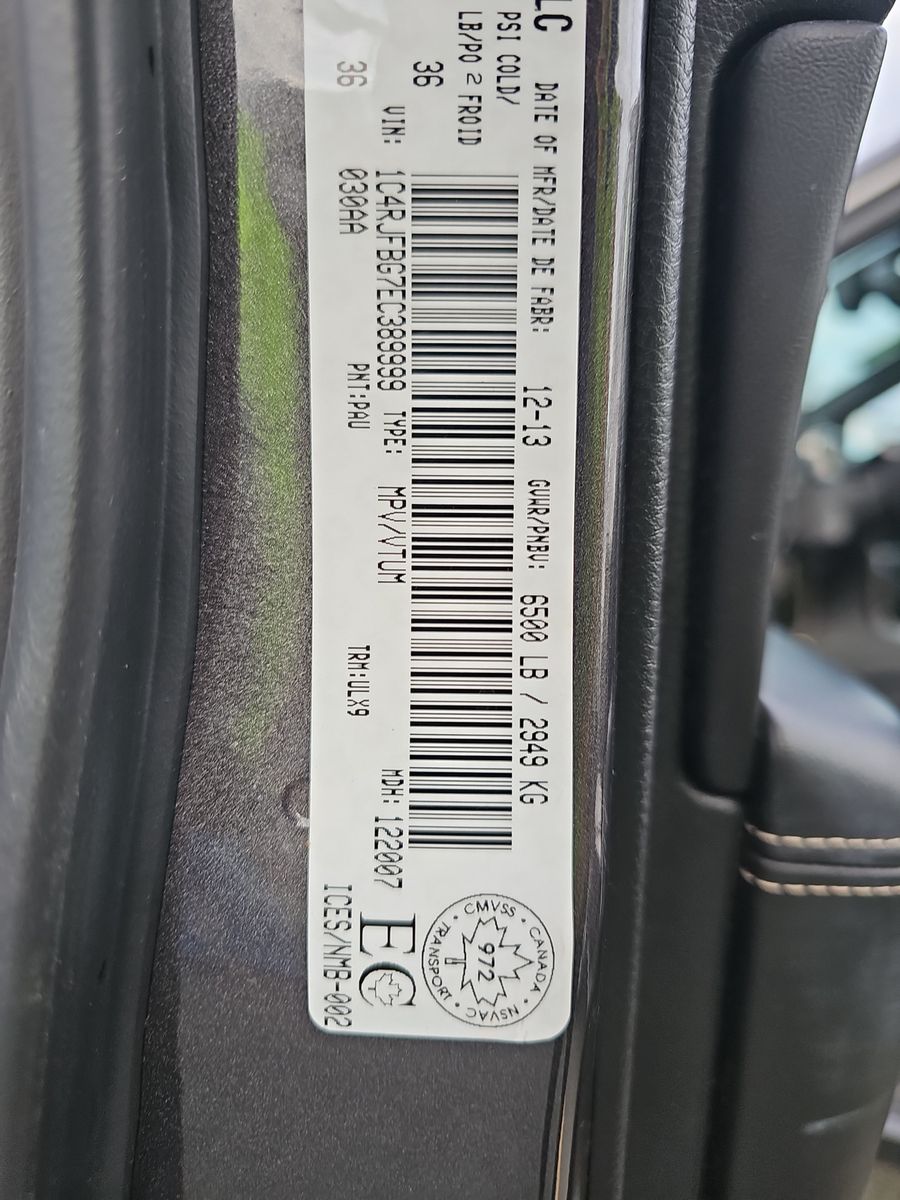 LC
DATE OF MFR/DATE DE FABR: 12-13 GVWR/PNBV: 6500 LB / 2949 KG
PSI COLD/
LB/PO 2 FROID
36
36
VIN: 1C4RJFBG7EC389999 TYPE: MPV/VTUM MDH: 122007
030AA PNT:PAU TRM:ULX9
CMVSS • CANADA • NSVAC • TRANSPORT •
972
EC
ICES/NMB-002